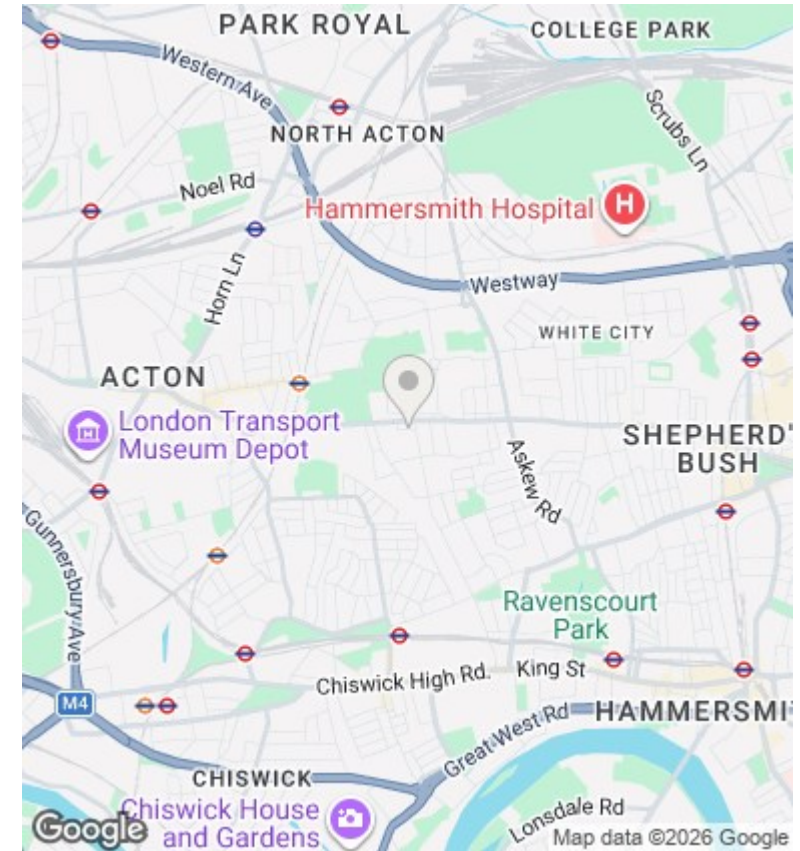 PARK ROYAL
COLLEGE PARK
Western Ave
NORTH ACTON
Scrubs Ln
Noel Rd
Hammersmith Hospital
H
Horn Ln
Westway
WHITE CITY
ACTON
London Transport
Museum Depot
SHEPHERD'
BUSH
Askew Rd
Gunnersbury Ave
Ravenscourt
Park
Chiswick High Rd.
King St
M4
Great West Rd
HAMMERSMI
CHISWICK
Chiswick House
and Gardens
Lonsdale Rd
Google
Map data ©2026 Google